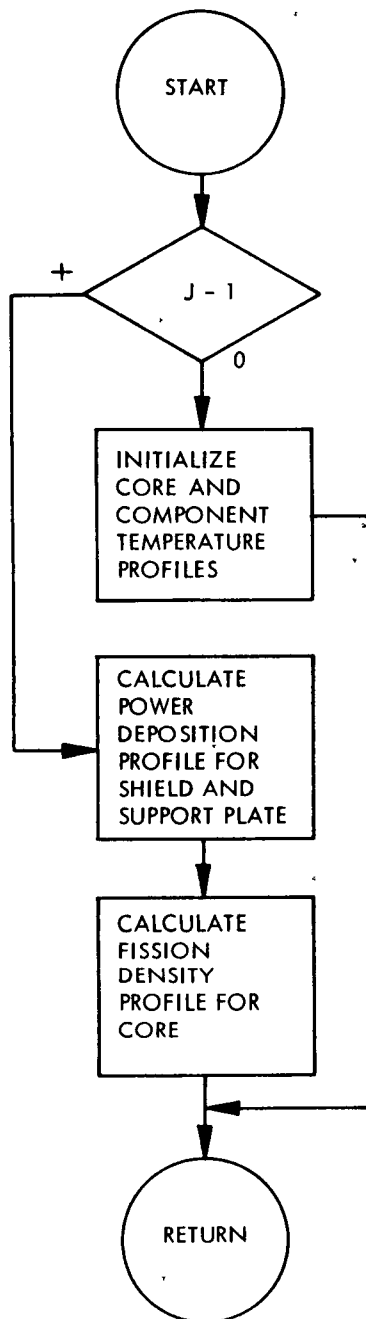 START
+
J - 1
0
INITIALIZE
CORE AND
COMPONENT
TEMPERATURE
PROFILES
CALCULATE
POWER
DEPOSITION
PROFILE FOR
SHIELD AND
SUPPORT PLATE
CALCULATE
FISSION
DENSITY
PROFILE FOR
CORE
RETURN